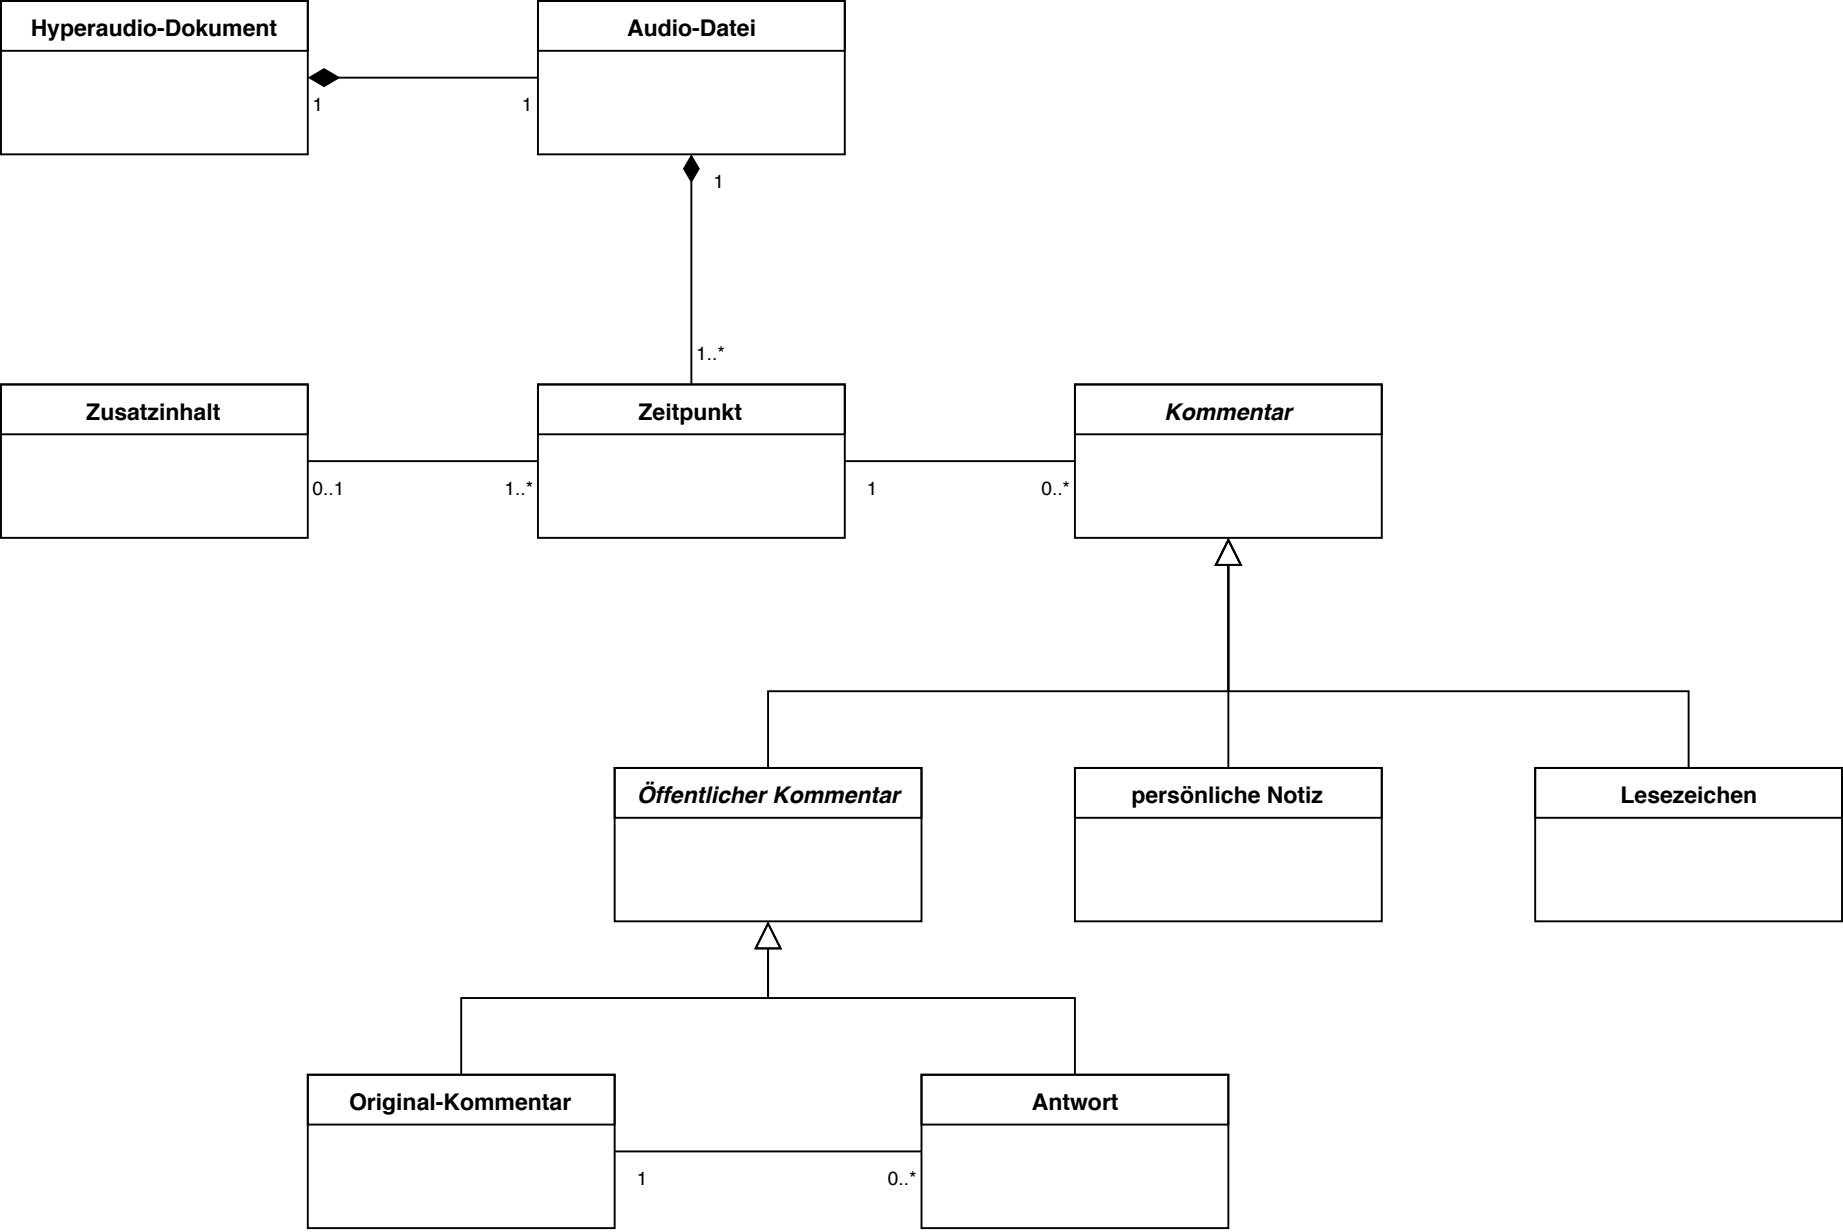 Hyperaudio-Dokument
Audio-Datei
1
1
1
1..*
Zusatzinhalt
Zeitpunkt
Kommentar
0..1
1..*
1
0..*
Öffentlicher Kommentar
persönliche Notiz
Lesezeichen
Original-Kommentar
Antwort
1
0..*